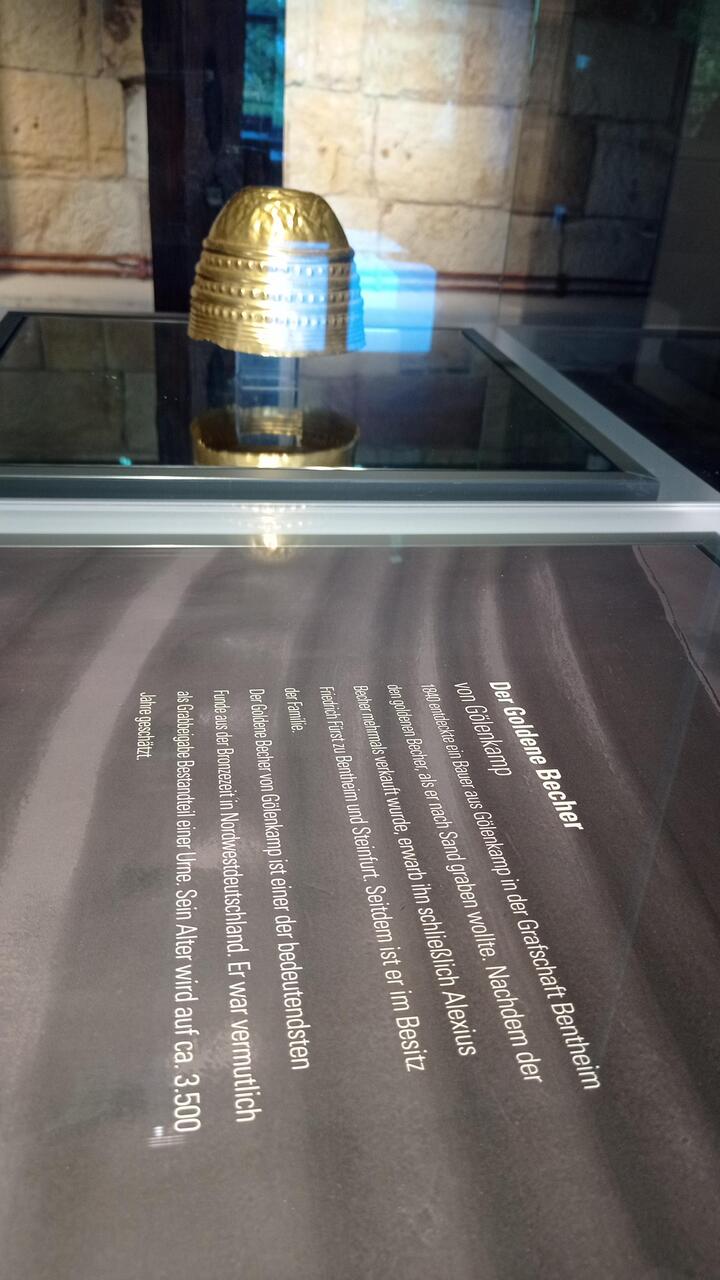 Der Goldene Becher
von Gölenkamp
1840 entdeckte ein Bauer aus Gölenkamp in der Grafschaft Bentheim
den goldenen Becher, als er nach Sand graben wollte. Nachdem der
Becher mehrmals verkauft wurde, erwarb ihn schließlich Alexius
Friedrich Fürst zu Bentheim und Steinfurt. Seitdem ist er im Besitz
der Familie.
Der Goldene Becher von Gölenkamp ist einer der bedeutendsten
Funde aus der Bronzezeit in Nordwestdeutschland. Er war vermutlich
als Grabbeigabe Bestandteil einer Urne. Sein Alter wird auf ca. 3.500
Jahre geschätzt.